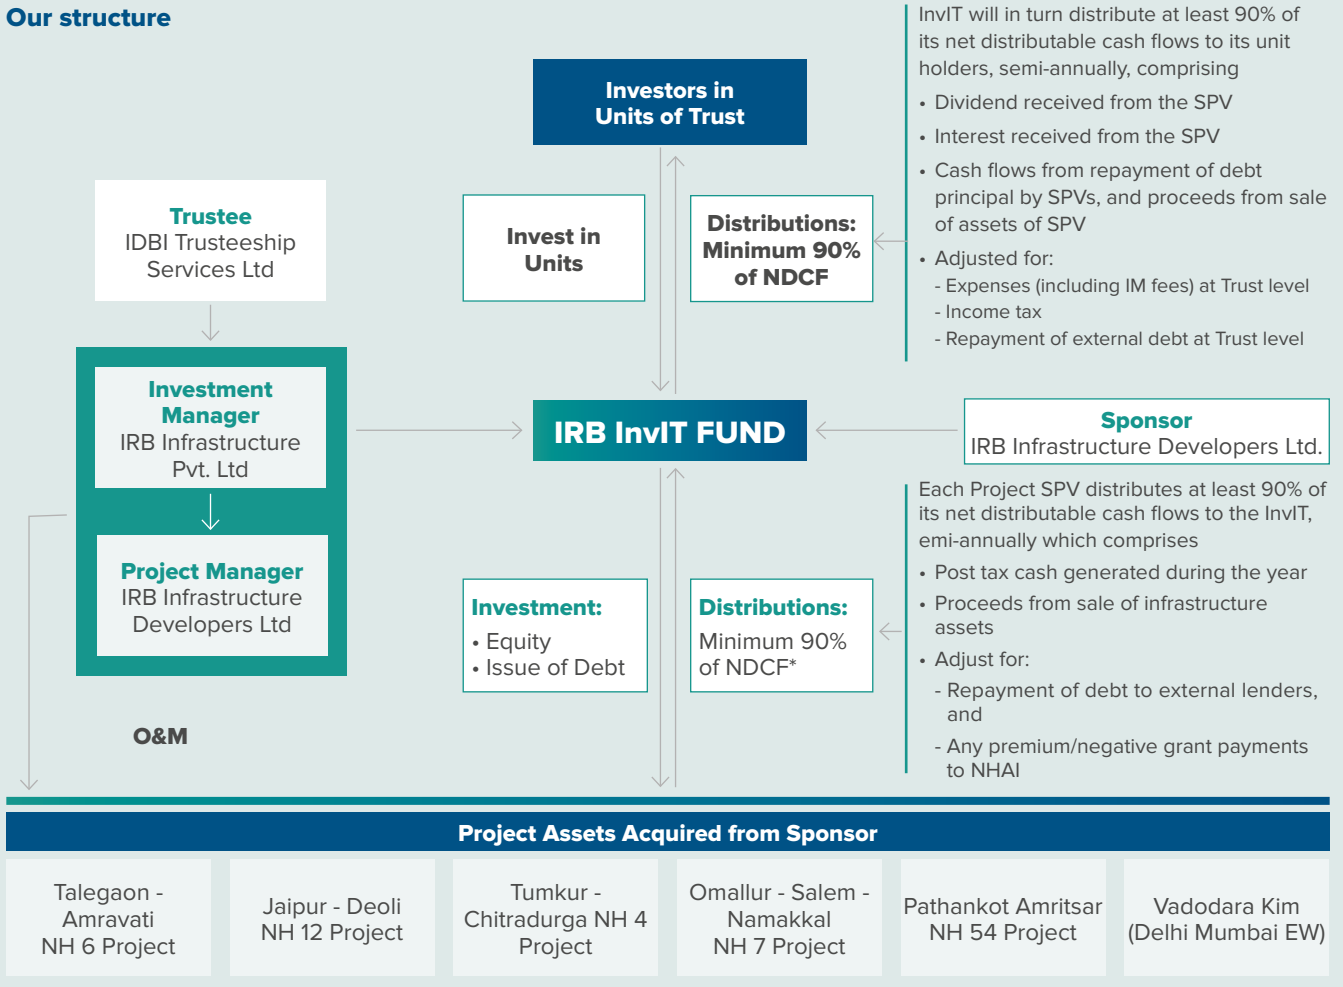 Our structure
Investors in
Units of Trust
InvIT will in turn distribute at least 90% of
its net distributable cash flows to its unit
holders, semi-annually, comprising
• Dividend received from the SPV
• Interest received from the SPV
• Cash flows from repayment of debt
principal by SPVs, and proceeds from sale
of assets of SPV
• Adjusted for:
- Expenses (including IM fees) at Trust level
- Income tax
- Repayment of external debt at Trust level
Trustee
IDBI Trusteeship
Services Ltd
Invest in
Units
Distributions:
Minimum 90%
of NDCF
Investment
Manager
IRB Infrastructure
Pvt. Ltd
IRB InvIT FUND
Sponsor
IRB Infrastructure Developers Ltd.
Project Manager
IRB Infrastructure
Developers Ltd
Investment:
• Equity
• Issue of Debt
Distributions:
Minimum 90%
of NDCF*
Each Project SPV distributes at least 90% of
its net distributable cash flows to the InvIT,
emi-annually which comprises
• Post tax cash generated during the year
• Proceeds from sale of infrastructure
assets
• Adjust for:
- Repayment of debt to external lenders,
and
- Any premium/negative grant payments
to NHAI
O&M
Project Assets Acquired from Sponsor
Talegaon -
Amravati
NH 6 Project
Jaipur - Deoli
NH 12 Project
Tumkur -
Chitradurga NH 4
Project
Omallur - Salem -
Namakkal
NH 7 Project
Pathankot Amritsar
NH 54 Project
Vadodara Kim
(Delhi Mumbai EW)